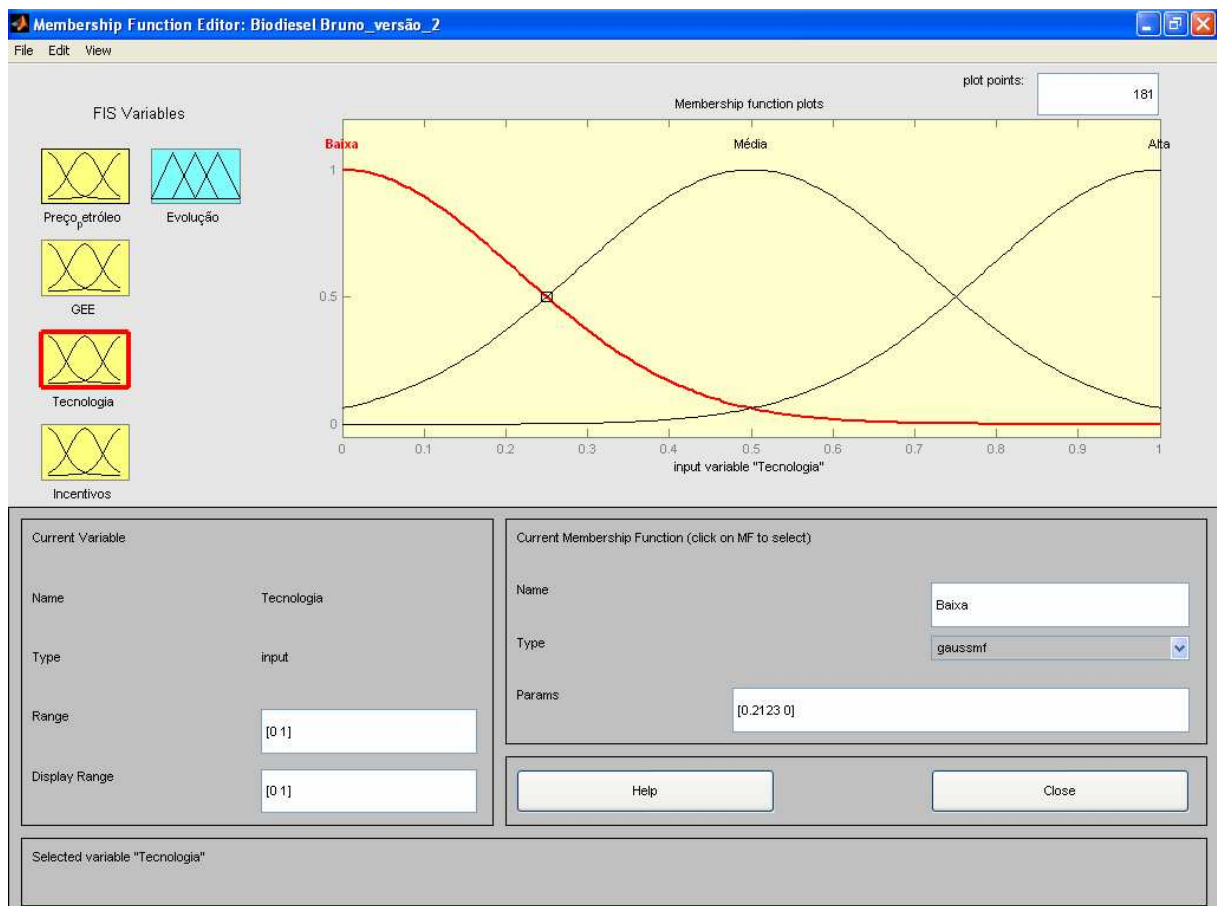 Membership Function Editor: Biodiesel Bruno_versão_2
File Edit View
FIS Variables
plot points:
181
Membership function plots
Preço_petróleo
Evolução
GEE
Tecnologia
Incentivos
Baixa
Média
Alta
1
0.5
0
0 0.1 0.2 0.3 0.4 0.5 0.6 0.7 0.8 0.9 1
input variable "Tecnologia"
Current Variable
Name Tecnologia
Type input
Range [0 1]
Display Range [0 1]
Current Membership Function (click on MF to select)
Name Baixa
Type gaussmf
Params [0.2123 0]
Help
Close
Selected variable "Tecnologia"